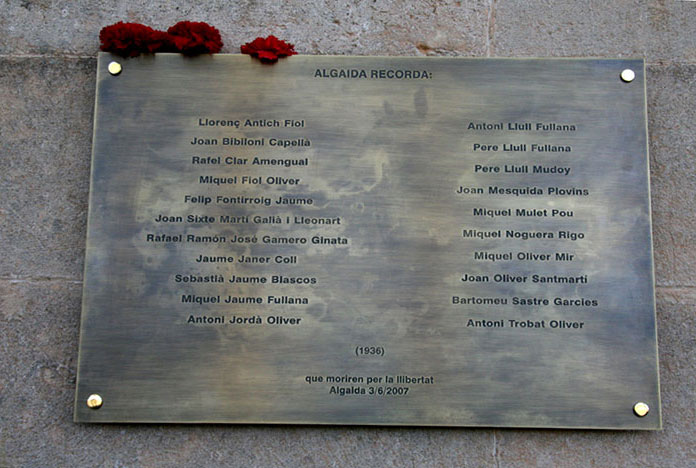 ALGAIDA RECORDA:
Llorenç Antich Fiol
Joan Bibiloni Capellà
Rafel Clar Amengual
Miquel Fiol Oliver
Felip Fontirroig Jaume
Joan Sixte Martí Galià i Lleonart
Rafael Ramón José Gamero Ginata
Jaume Janer Coll
Sebastià Jaume Blascos
Miquel Jaume Fullana
Antoni Jordà Oliver
Antoni Llull Fullana
Pere Llull Fullana
Pere Llull Mudoy
Joan Mesquida Plovins
Miquel Mulet Pou
Miquel Noguera Rigo
Miquel Oliver Mir
Joan Oliver Santmartí
Bartomeu Sastre Garcies
Antoni Trobat Oliver
(1936)
que moriren per la llibertat
Algaida 3/6/2007